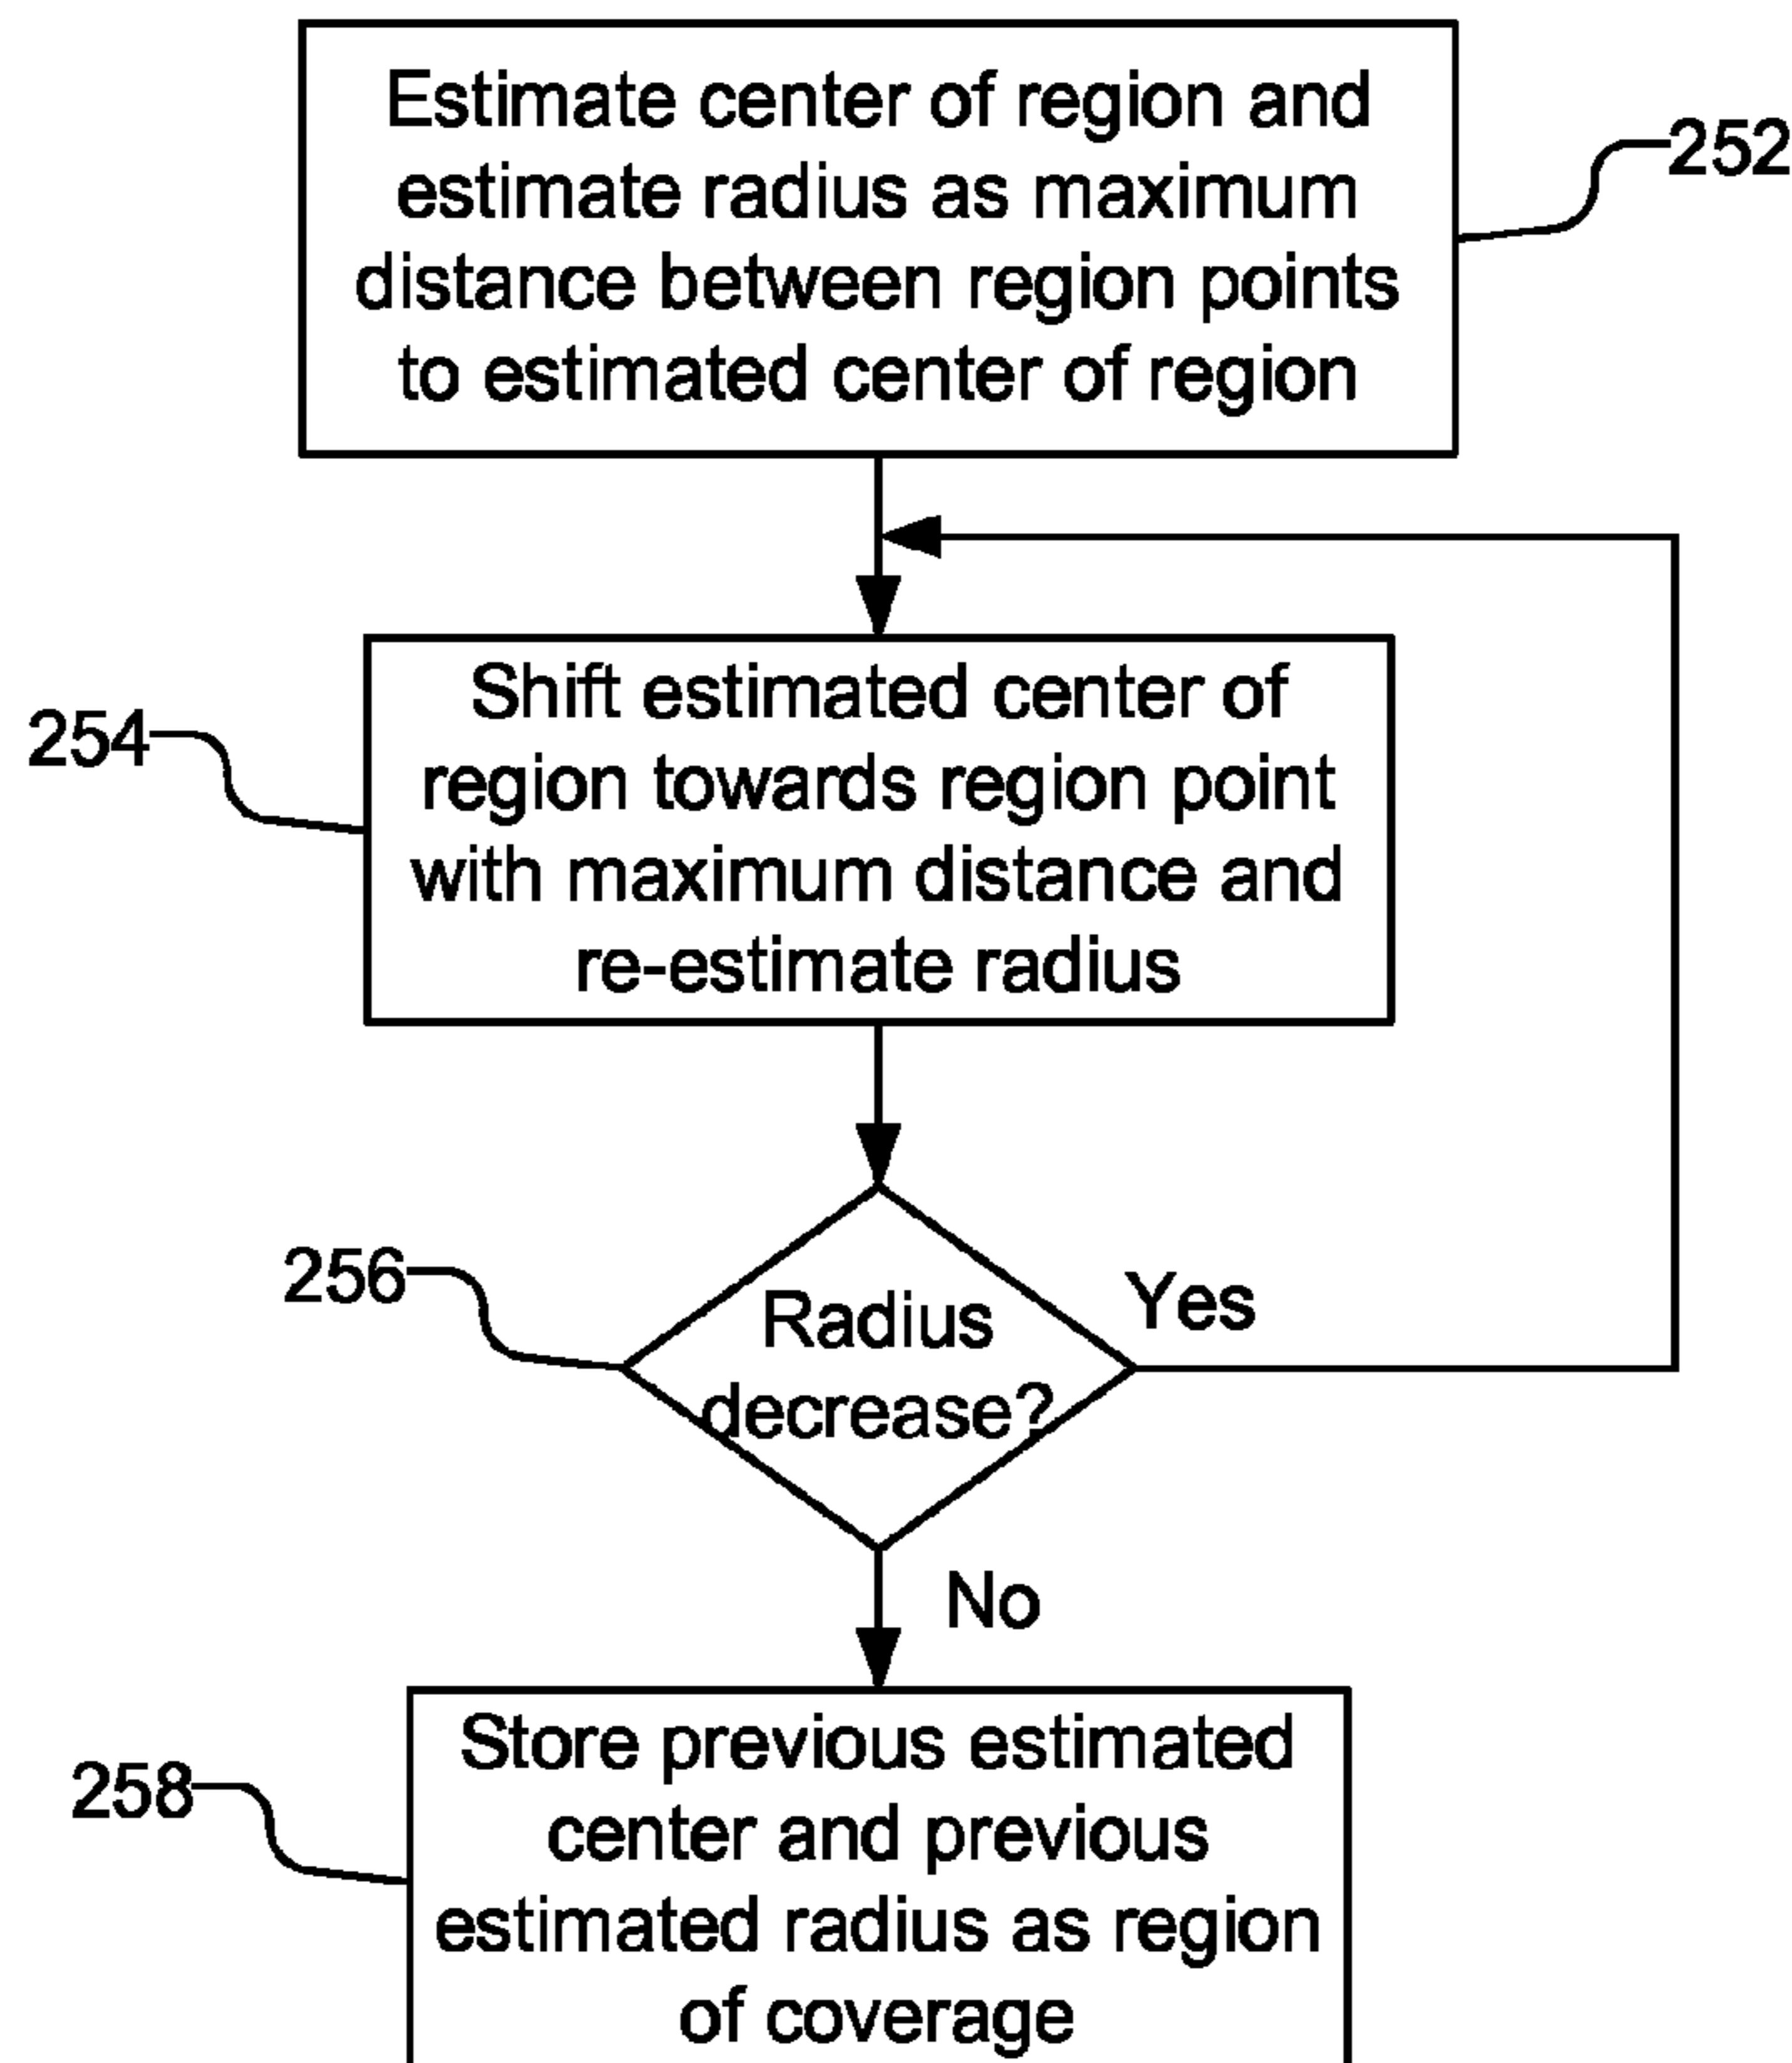 Estimate center of region and
estimate radius as maximum
distance between region points
to estimated center of region
252
Shift estimated center of
region towards region point
with maximum distance and
re-estimate radius
254
256
Radius
decrease?
Yes
No
Store previous estimated
center and previous
estimated radius as region
of coverage
258